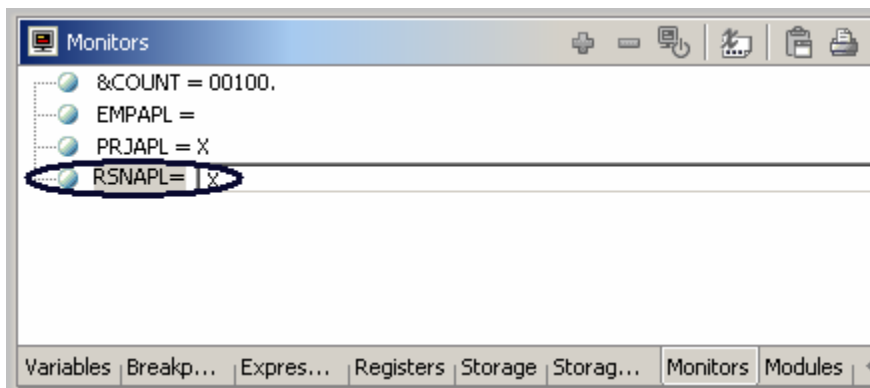 Monitors
&COUNT = 00100.
EMPAPL =
PRJAPL = X
RSNAPL= X
Variables Breakp... Expres... Registers Storage Storag... Monitors Modules